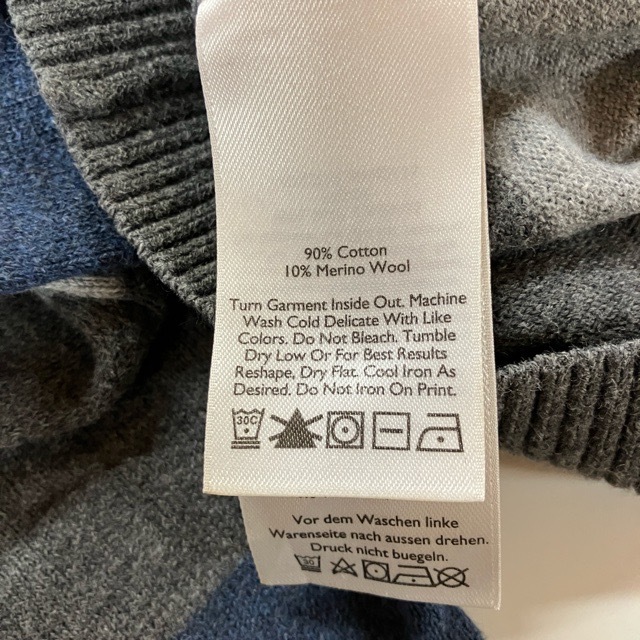 90% Cotton
10% Merino Wool
Turn Garment Inside Out. Machine
Wash Cold Delicate With Like
Colors. Do Not Bleach. Tumble
Dry Low Or For Best Results
Reshape, Dry Flat. Cool Iron As
Desired. Do Not Iron On Print.
30C
Vor dem Waschen linke
Warenseite nach aussen drehen.
Druck nicht buegeln.